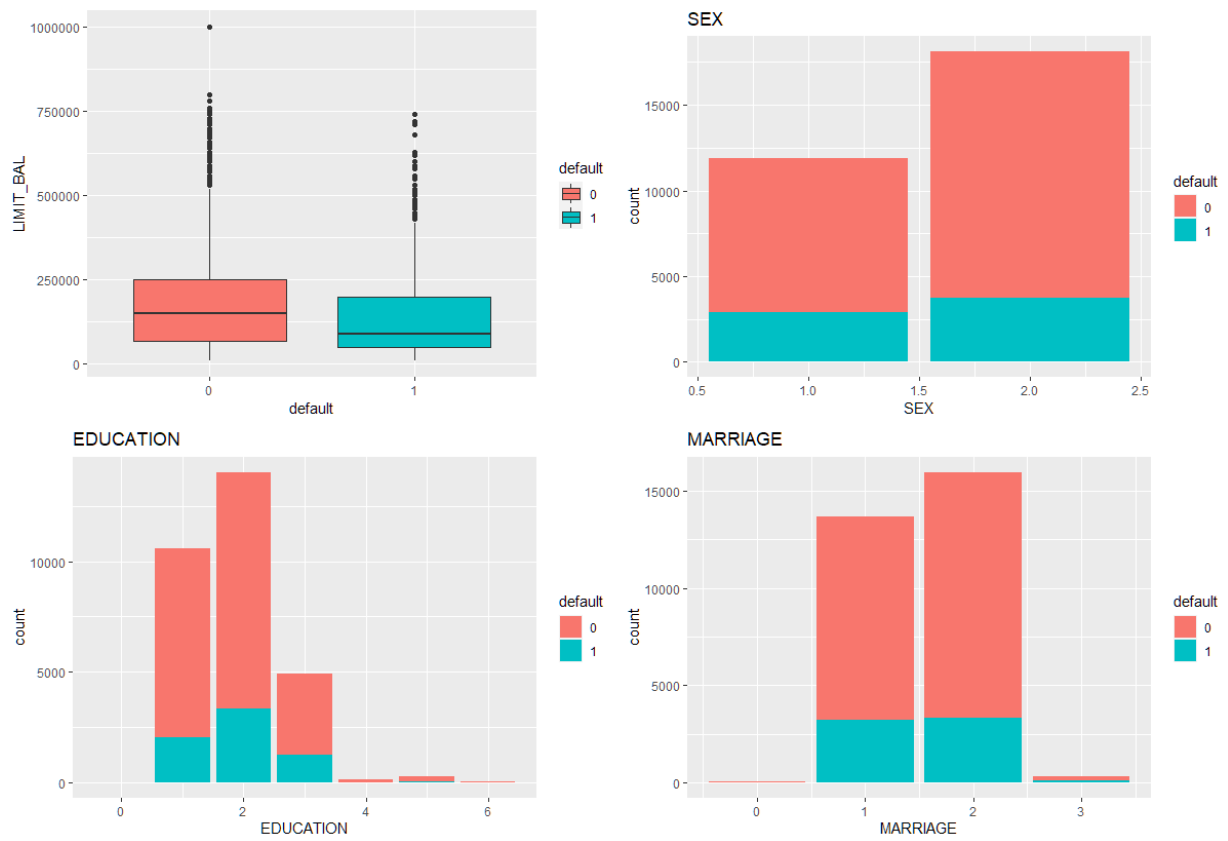 1000000
750000
500000
250000
0
LIMIT_BAL
0 1
default
default
0
1
SEX
15000
10000
5000
0
count
0.5 1.0 1.5 2.0 2.5
SEX
default
0
1
EDUCATION
10000
5000
0
count
0 2 4 6
EDUCATION
default
0
1
MARRIAGE
15000
10000
5000
0
count
0 1 2 3
MARRIAGE
default
0
1